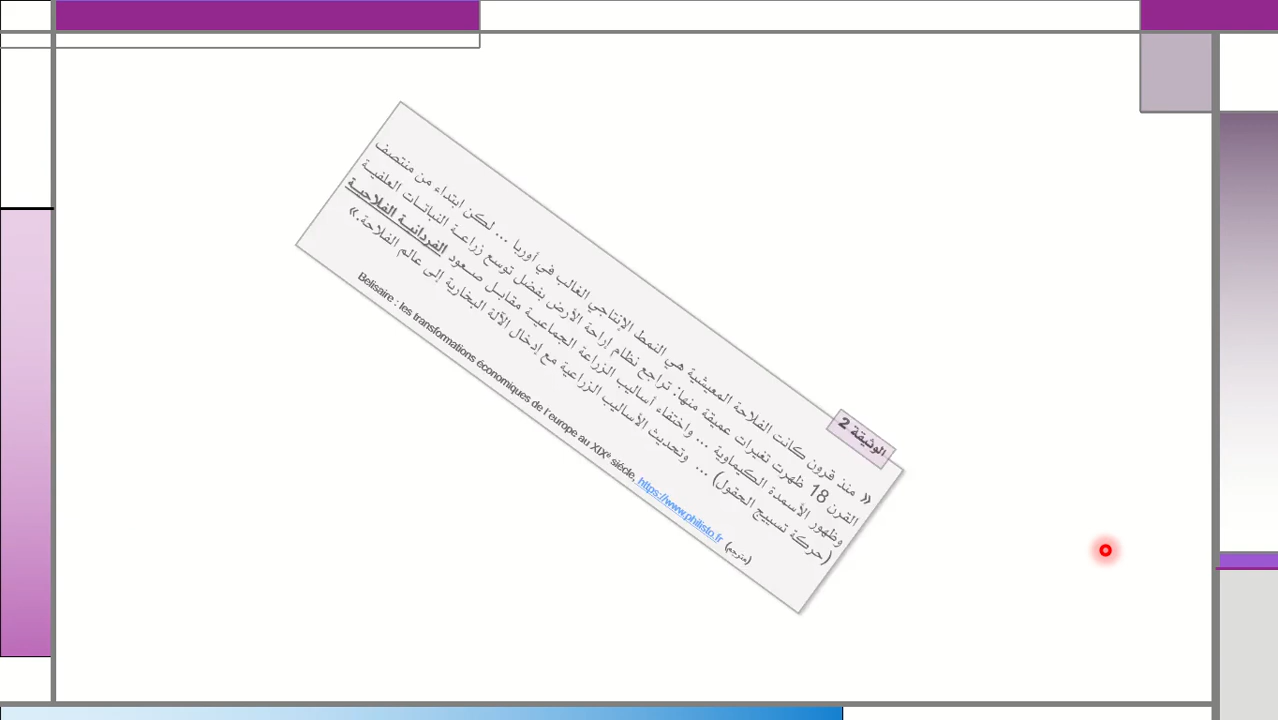 الوثيقة 2
« منذ قرون كانت الفلاحة المعيشية هي النمط الإنتاجي الغالب في أوربا ... لكن ابتداء من منتصف
القرن 18 ظهرت تغيرات عميقة منها: تراجع نظام إراحة الأرض بفضل توسع زراعة النباتات العلفية
وظهور الأسمدة الكيماوية ... واختفاء أساليب الزراعة الجماعية مقابل صعود الفردانية الفلاحية
(حركة تسييج الحقول) ... وتحديث الأساليب الزراعية مع إدخال الآلة البخارية إلى عالم الفلاحة.»
Belisaire : les transformations économiques de l'europe au XIXᵉ siècle, https://www.philisto.fr (مترجم)